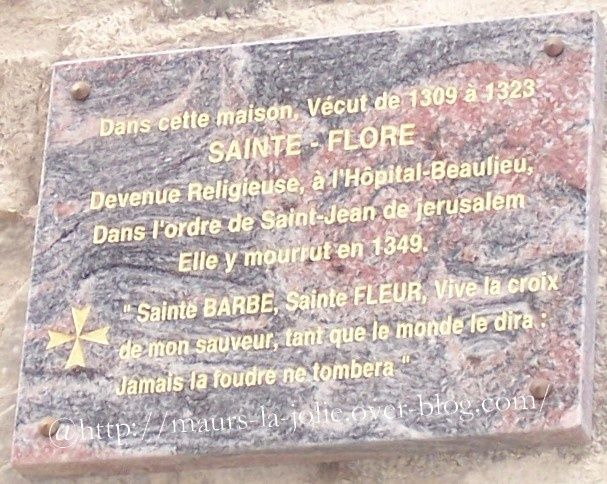 Dans cette maison, Vécut de 1309 à 1323
SAINTE - FLORE
Devenue Religieuse, à l'Hôpital-Beaulieu,
Dans l'ordre de Saint-Jean de jerusalem
Elle y mourrut en 1349.
" Sainte BARBE, Sainte FLEUR, Vive la croix
de mon sauveur, tant que le monde le dira :
Jamais la foudre ne tombera "
@http://maurs-la-jolie.over-blog.com/